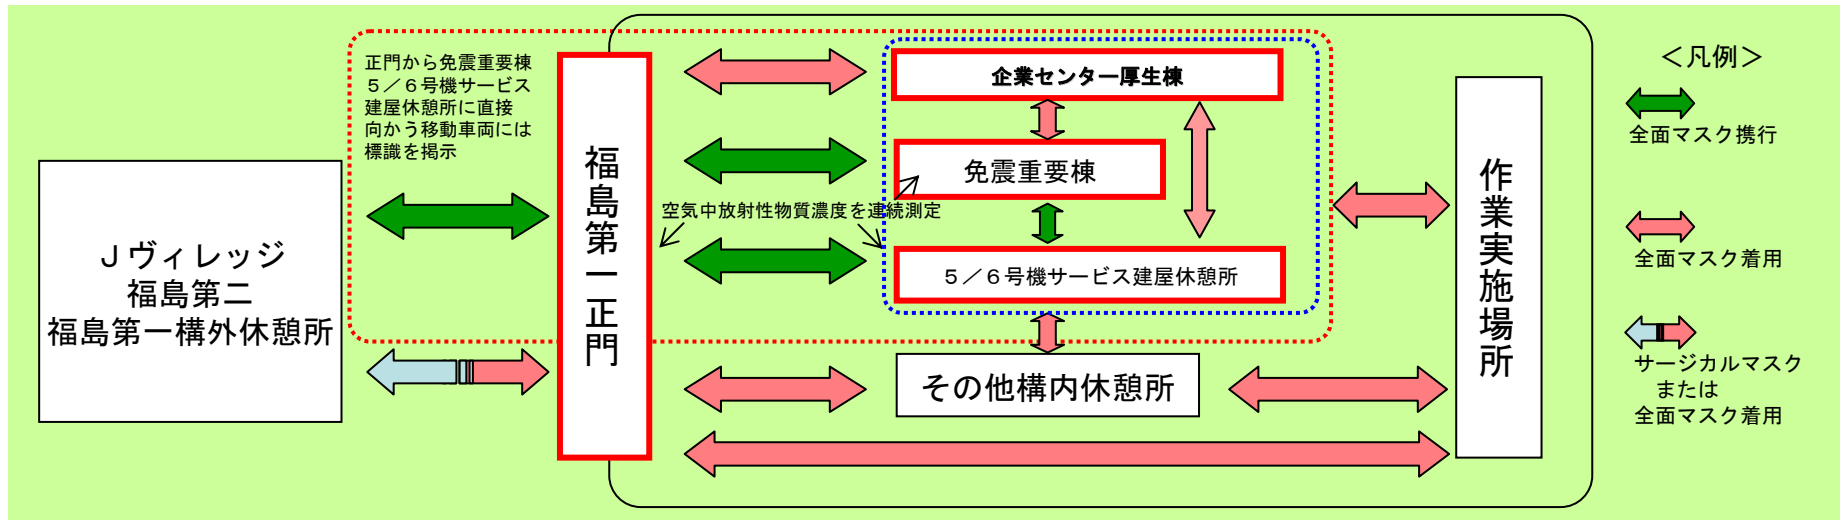 正門から免震重要棟
５／６号機サービス
建屋休憩所に直接
向かう移動車両には
標識を掲示
Ｊヴィレッジ
福島第二
福島第一構外休憩所
福島第一正門
空気中放射性物質濃度を連続測定
企業センター厚生棟
免震重要棟
５／６号機サービス建屋休憩所
その他構内休憩所
作業実施場所
＜凡例＞
全面マスク携行
全面マスク着用
サージカルマスク
または
全面マスク着用